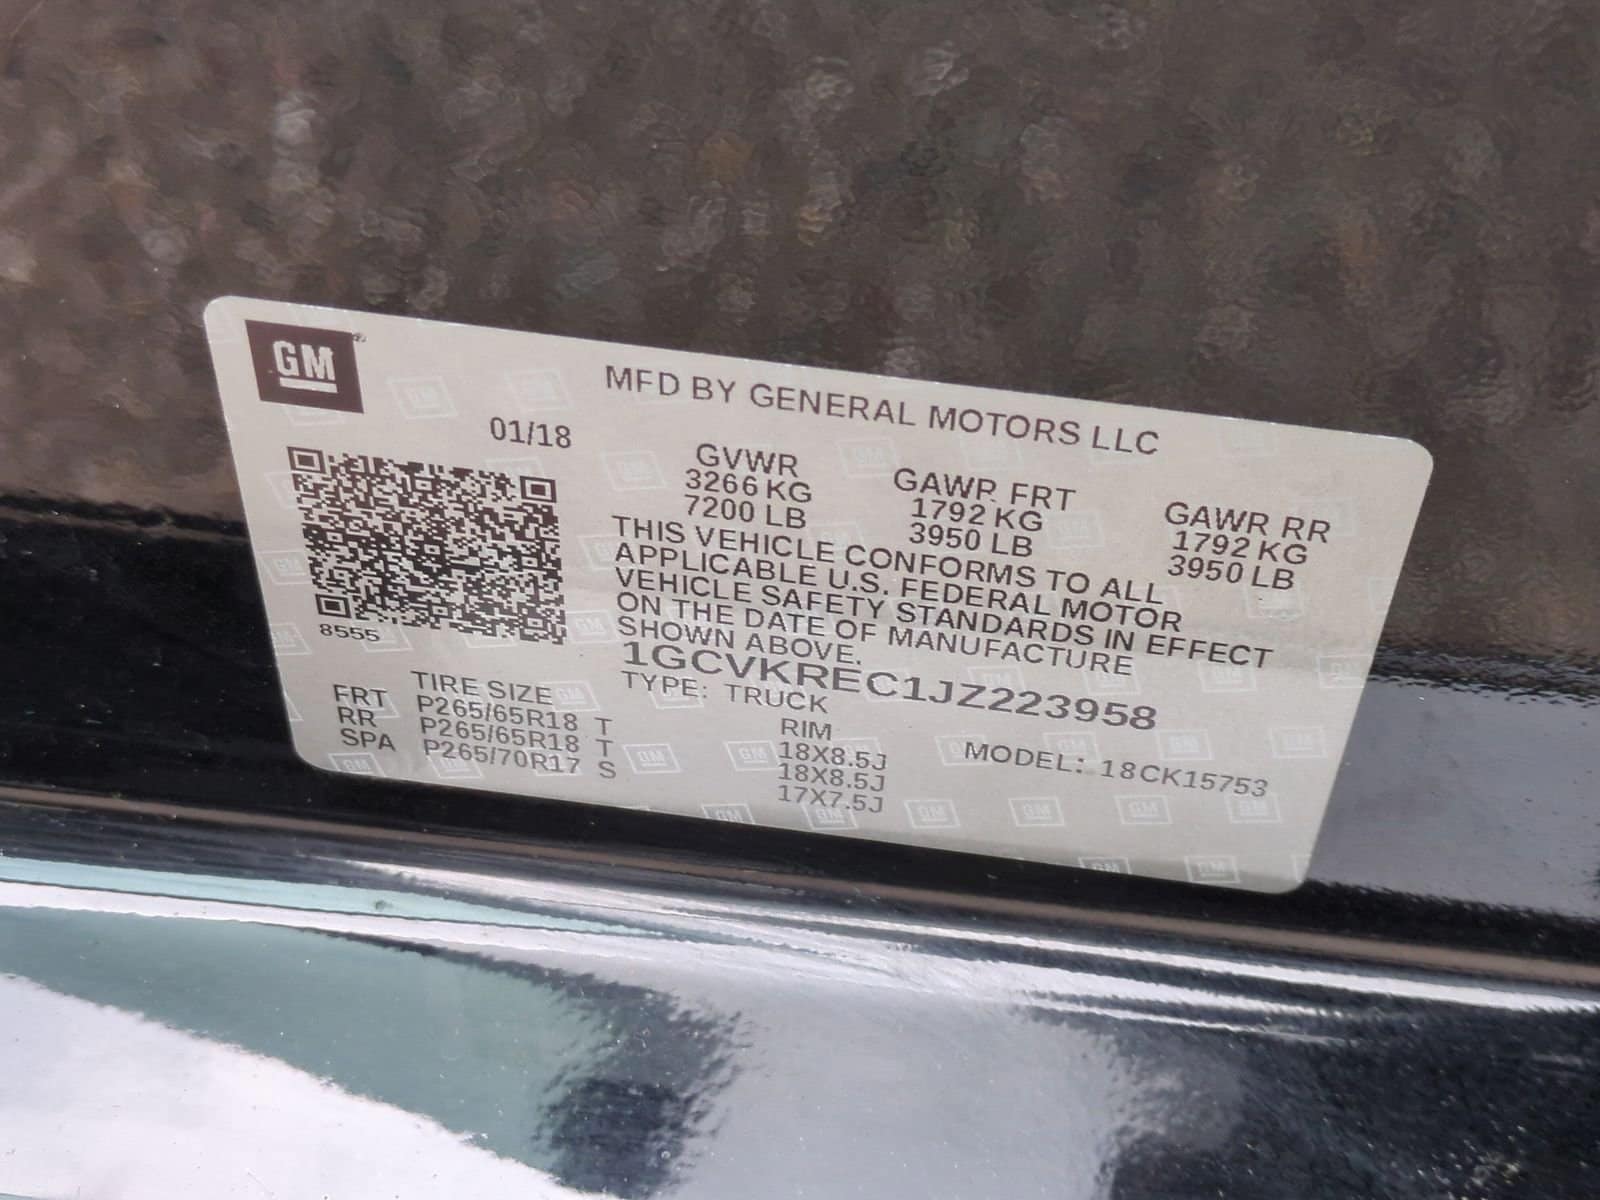 GM
MFD BY GENERAL MOTORS LLC
01/18
GVWR GAWR FRT GAWR RR
3266 KG 1792 KG 1792 KG
7200 LB 3950 LB 3950 LB
THIS VEHICLE CONFORMS TO ALL
APPLICABLE U.S. FEDERAL MOTOR
VEHICLE SAFETY STANDARDS IN EFFECT
ON THE DATE OF MANUFACTURE
SHOWN ABOVE.
8555
1GCVKREC1JZ223958
TYPE: TRUCK
TIRE SIZE RIM MODEL: 18CK15753
FRT P265/65R18 T 18X8.5J
RR P265/65R18 T 18X8.5J
SPA P265/70R17 S 17X7.5J